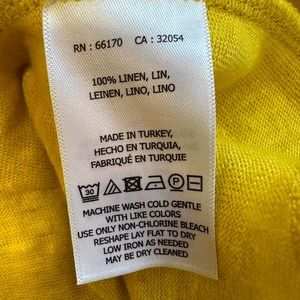 RN : 66170 CA : 32054
100% LINEN, LIN,
LEINEN, LINO, LINO
MADE IN TURKEY,
HECHO EN TURQUIA,
FABRIQUÉ EN TURQUIE
30 P
MACHINE WASH COLD GENTLE
WITH LIKE COLORS
USE ONLY NON-CHLORINE BLEACH
RESHAPE LAY FLAT TO DRY
LOW IRON AS NEEDED
MAY BE DRY CLEANED